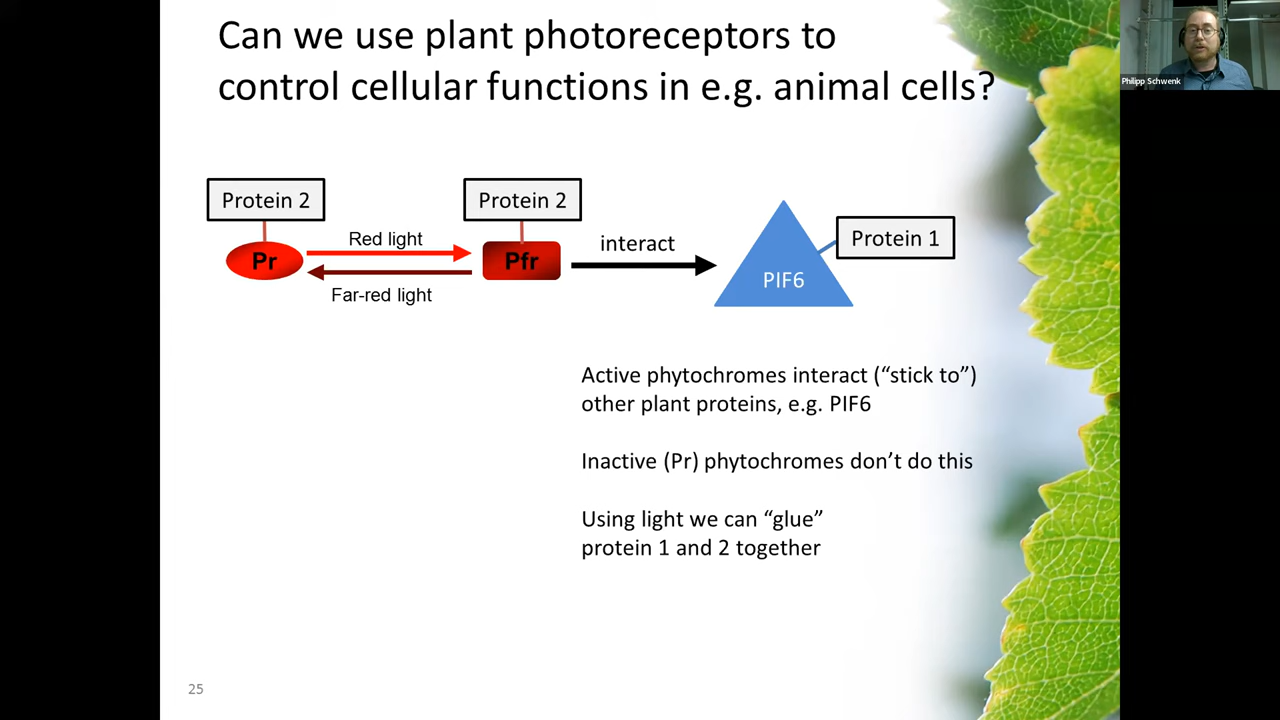 Can we use plant photoreceptors to
control cellular functions in e.g. animal cells?
Philipp Schwenk
Protein 2
Protein 2
Protein 1
Pr
Red light
Far-red light
Pfr
interact
PIF6
Active phytochromes interact (“stick to”)
other plant proteins, e.g. PIF6
Inactive (Pr) phytochromes don’t do this
Using light we can “glue”
protein 1 and 2 together
25